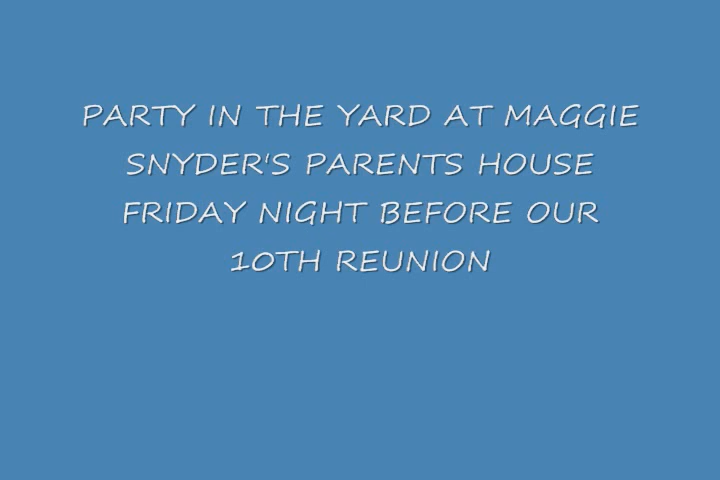 PARTY IN THE YARD AT MAGGIE
SNYDER'S PARENTS HOUSE
FRIDAY NIGHT BEFORE OUR
10TH REUNION